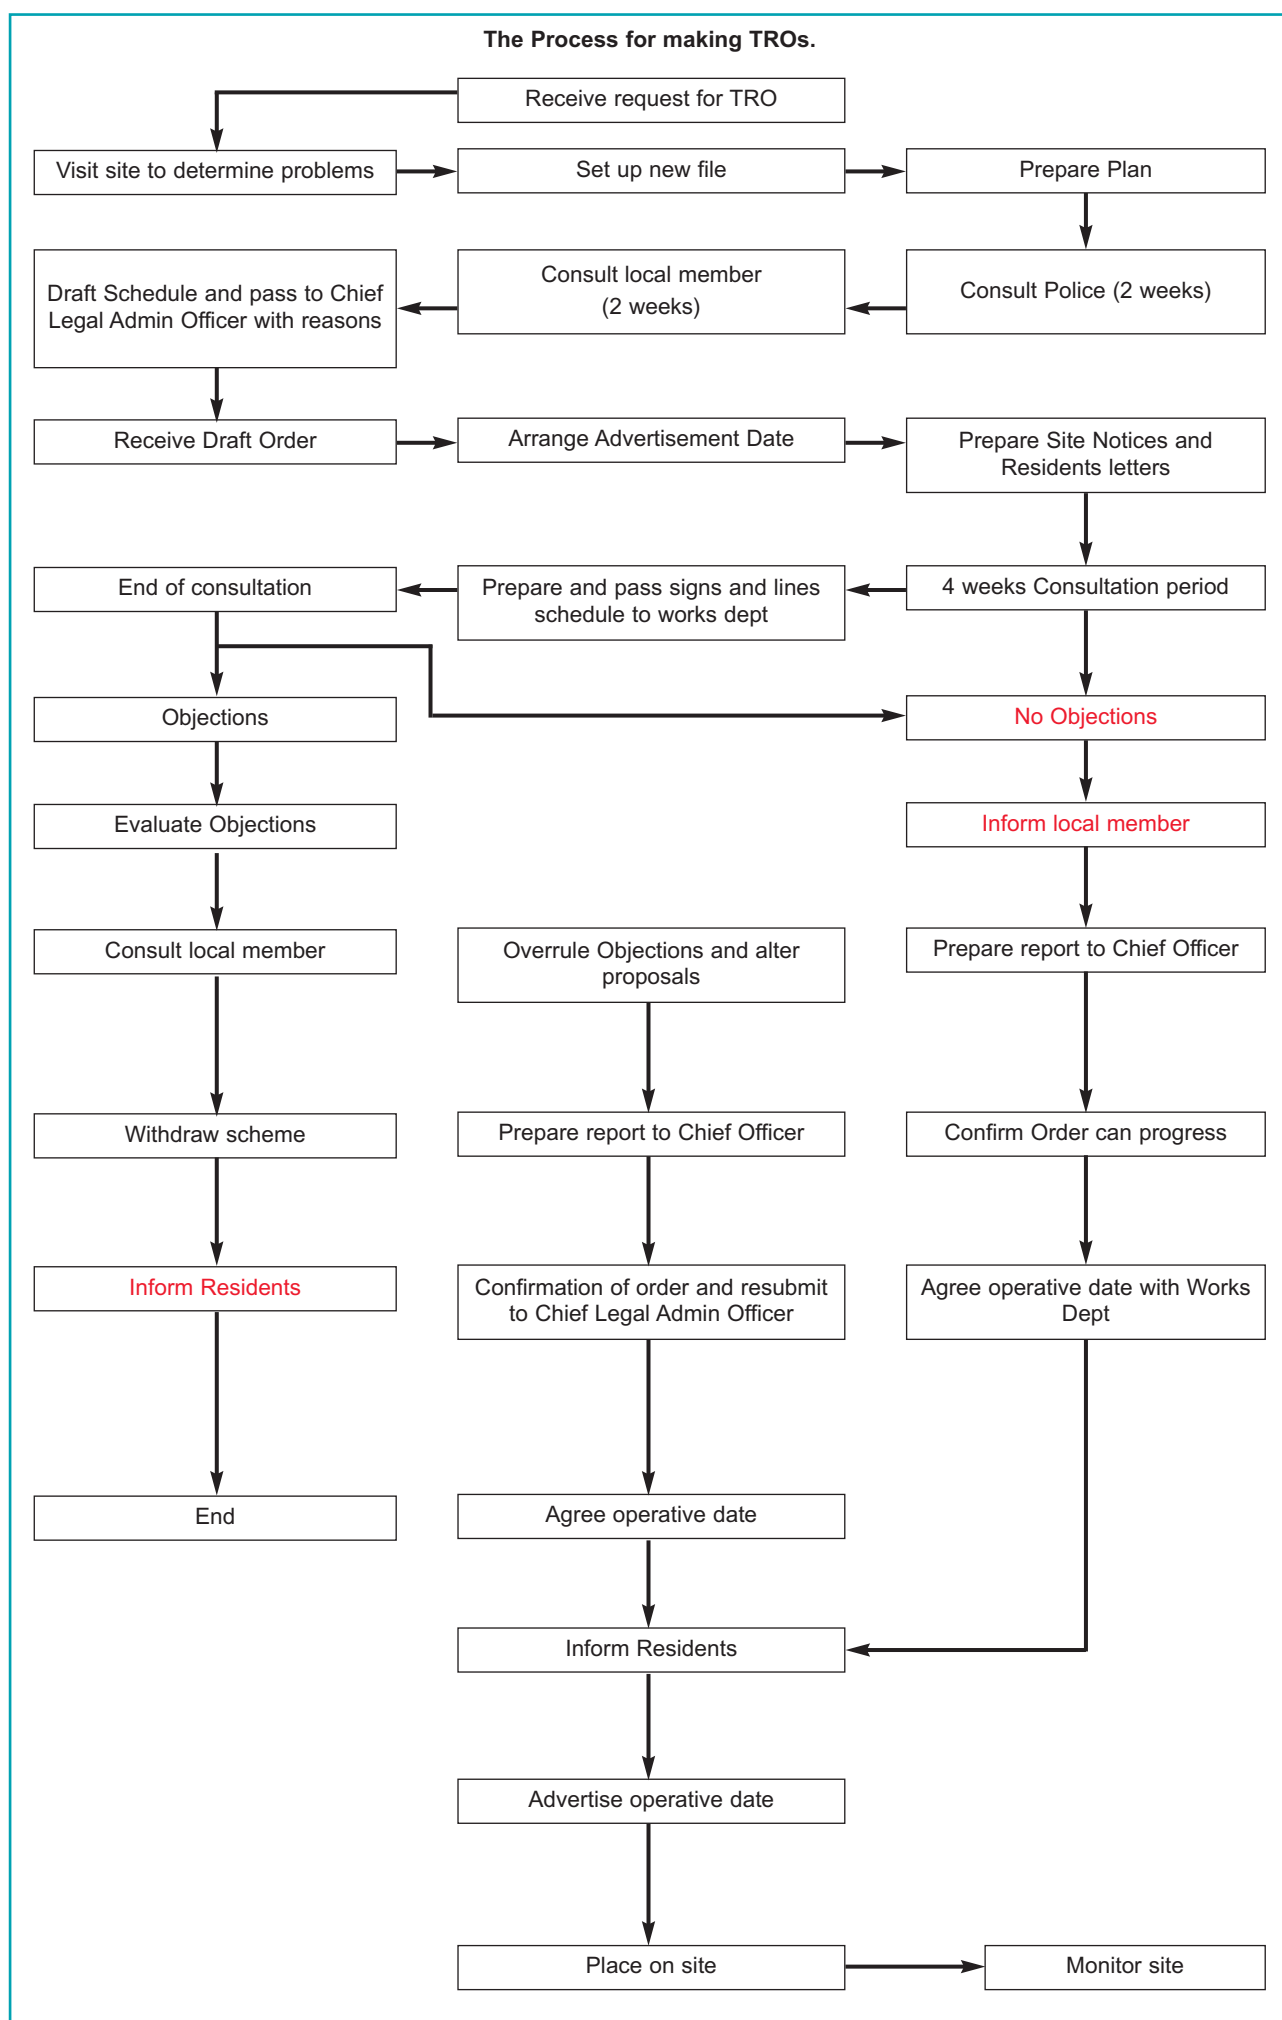 The Process for making TROs.
Receive request for TRO
Visit site to determine problems
Set up new file
Prepare Plan
Draft Schedule and pass to Chief
Legal Admin Officer with reasons
Consult local member
(2 weeks)
Consult Police (2 weeks)
Receive Draft Order
Arrange Advertisement Date
Prepare Site Notices and
Residents letters
End of consultation
Prepare and pass signs and lines
schedule to works dept
4 weeks Consultation period
Objections
No Objections
Evaluate Objections
Inform local member
Consult local member
Overrule Objections and alter
proposals
Prepare report to Chief Officer
Withdraw scheme
Prepare report to Chief Officer
Confirm Order can progress
Inform Residents
Confirmation of order and resubmit
to Chief Legal Admin Officer
Agree operative date with Works
Dept
End
Agree operative date
Inform Residents
Advertise operative date
Place on site
Monitor site